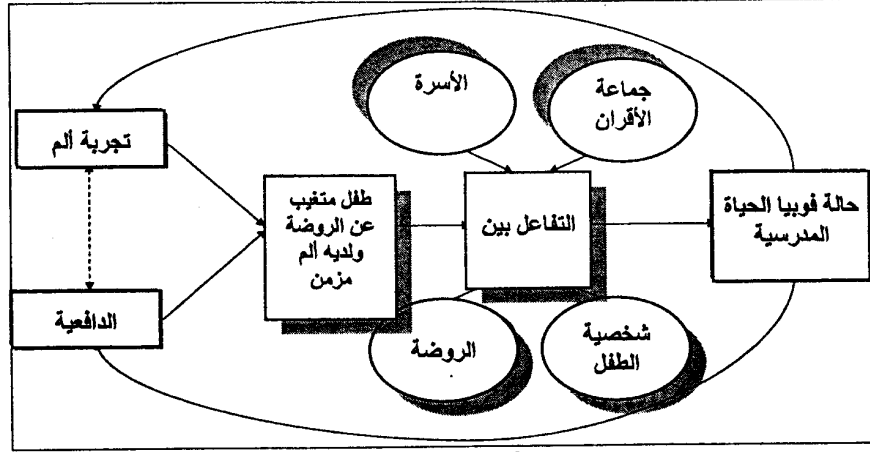 الأسرة
جماعة
الأقران
تجربة ألم
طفل متغيب
عن الروضة
ولديه ألم
مزمن
التفاعل بين
حالة فوبيا الحياة
المدرسية
الدافعية
الروضة
شخصية
الطفل